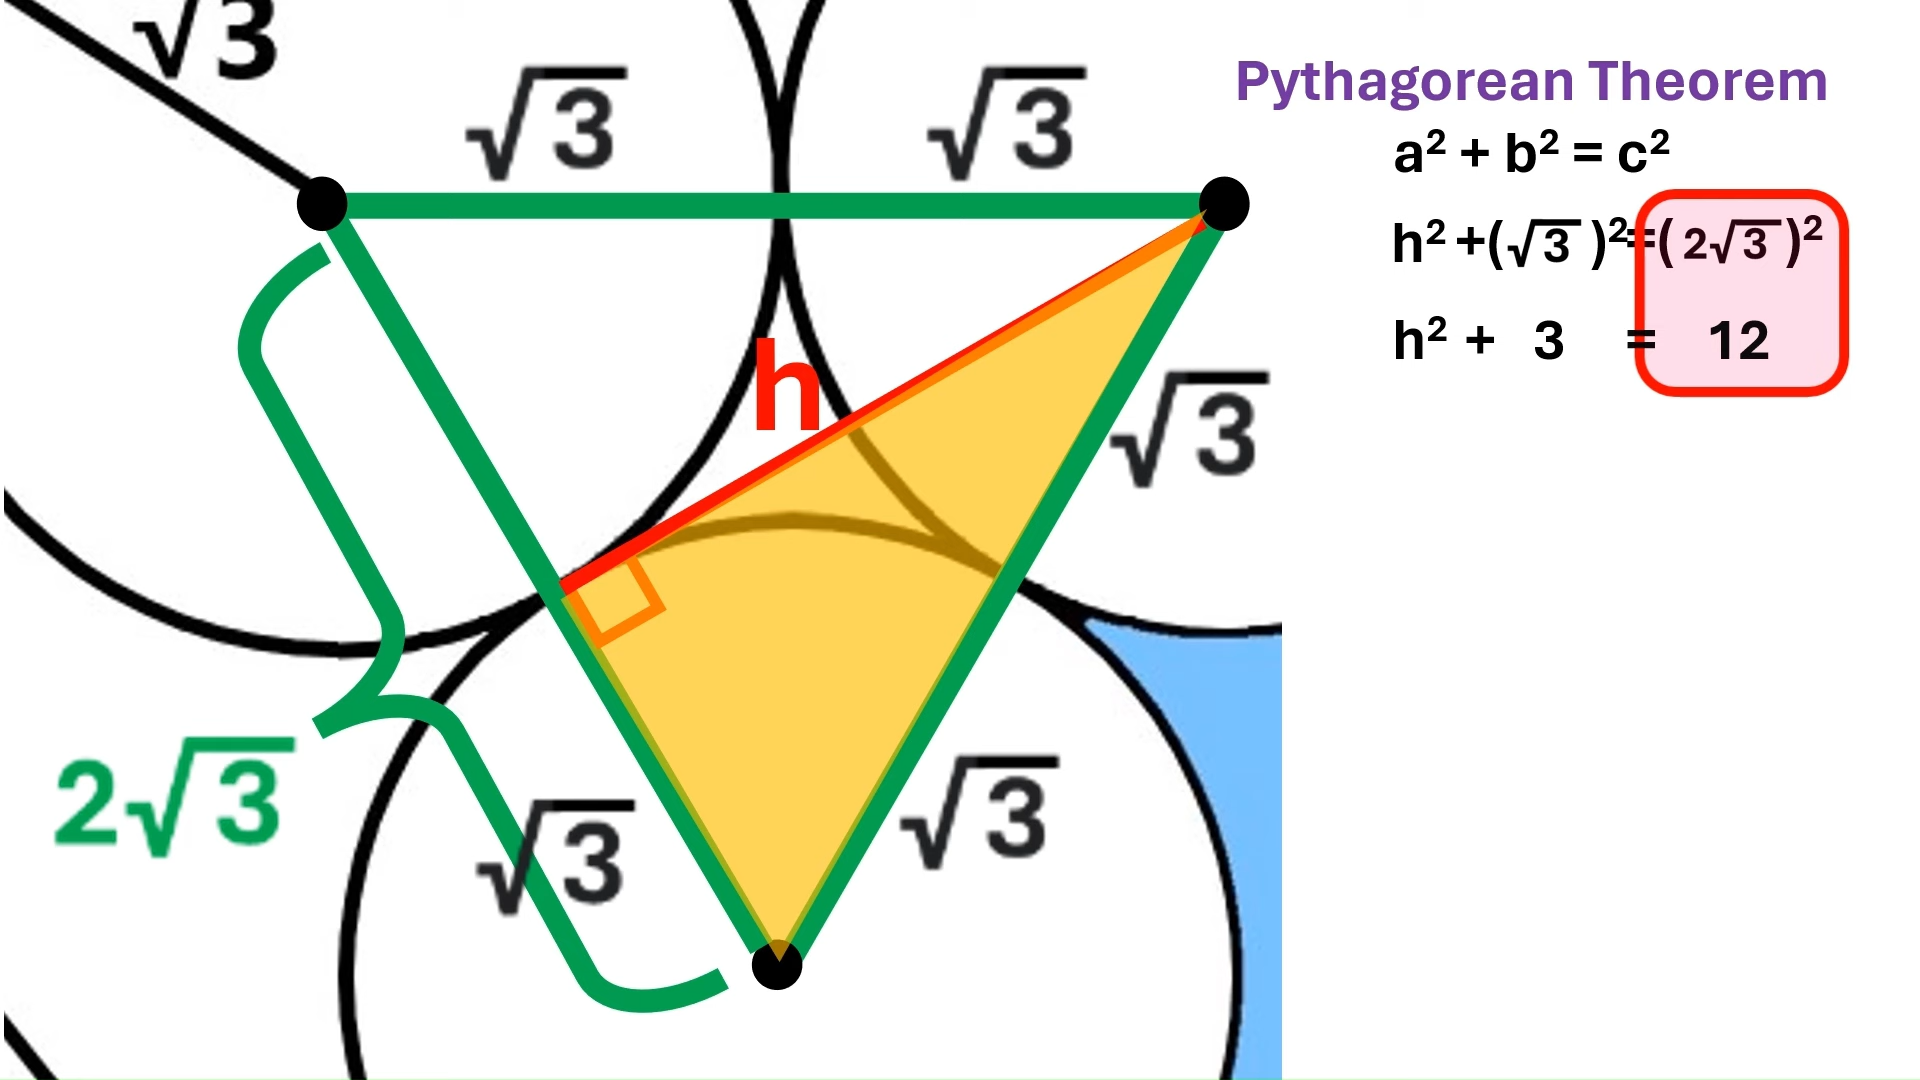 √3
√3 √3
Pythagorean Theorem
a² + b² = c²
h² +(√3 )²=( 2√3 )²
h² + 3 = 12
h
√3
2√3
√3
√3